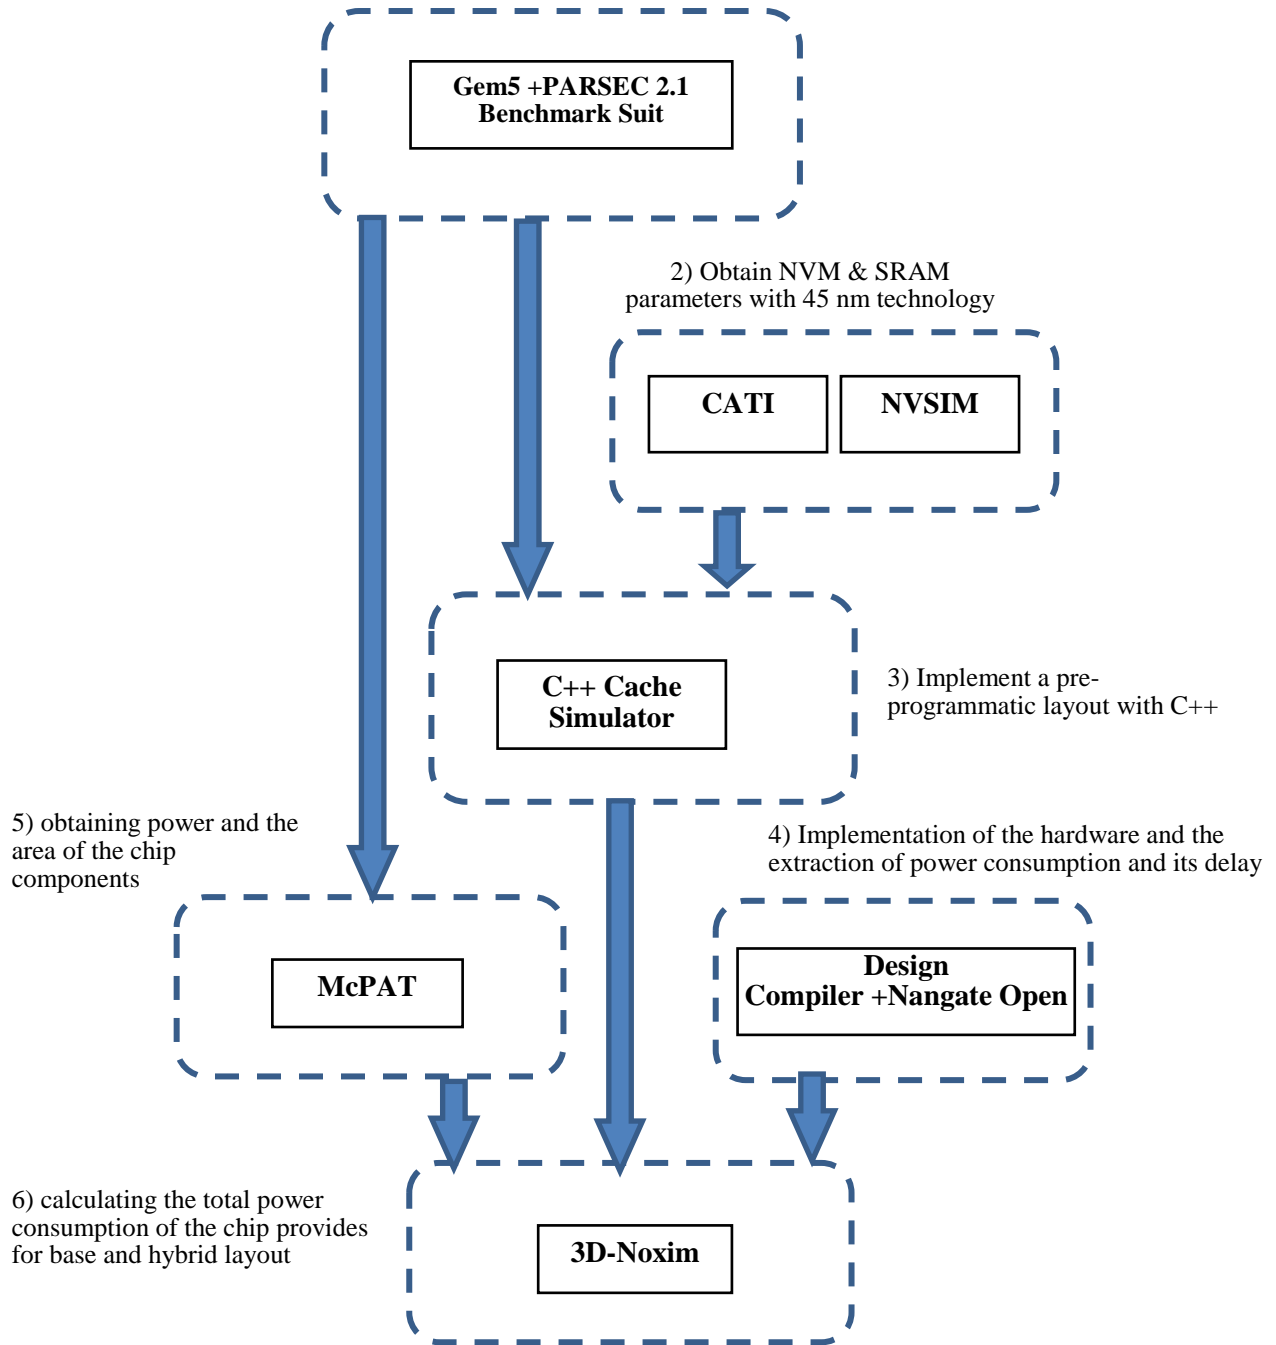 Gem5 +PARSEC 2.1
Benchmark Suit
2) Obtain NVM & SRAM
parameters with 45 nm technology
CATI
NVSIM
C++ Cache
Simulator
3) Implement a pre-
programmatic layout with C++
5) obtaining power and the
area of the chip
components
4) Implementation of the hardware and the
extraction of power consumption and its delay
McPAT
Design
Compiler +Nangate Open
6) calculating the total power
consumption of the chip provides
for base and hybrid layout
3D-Noxim